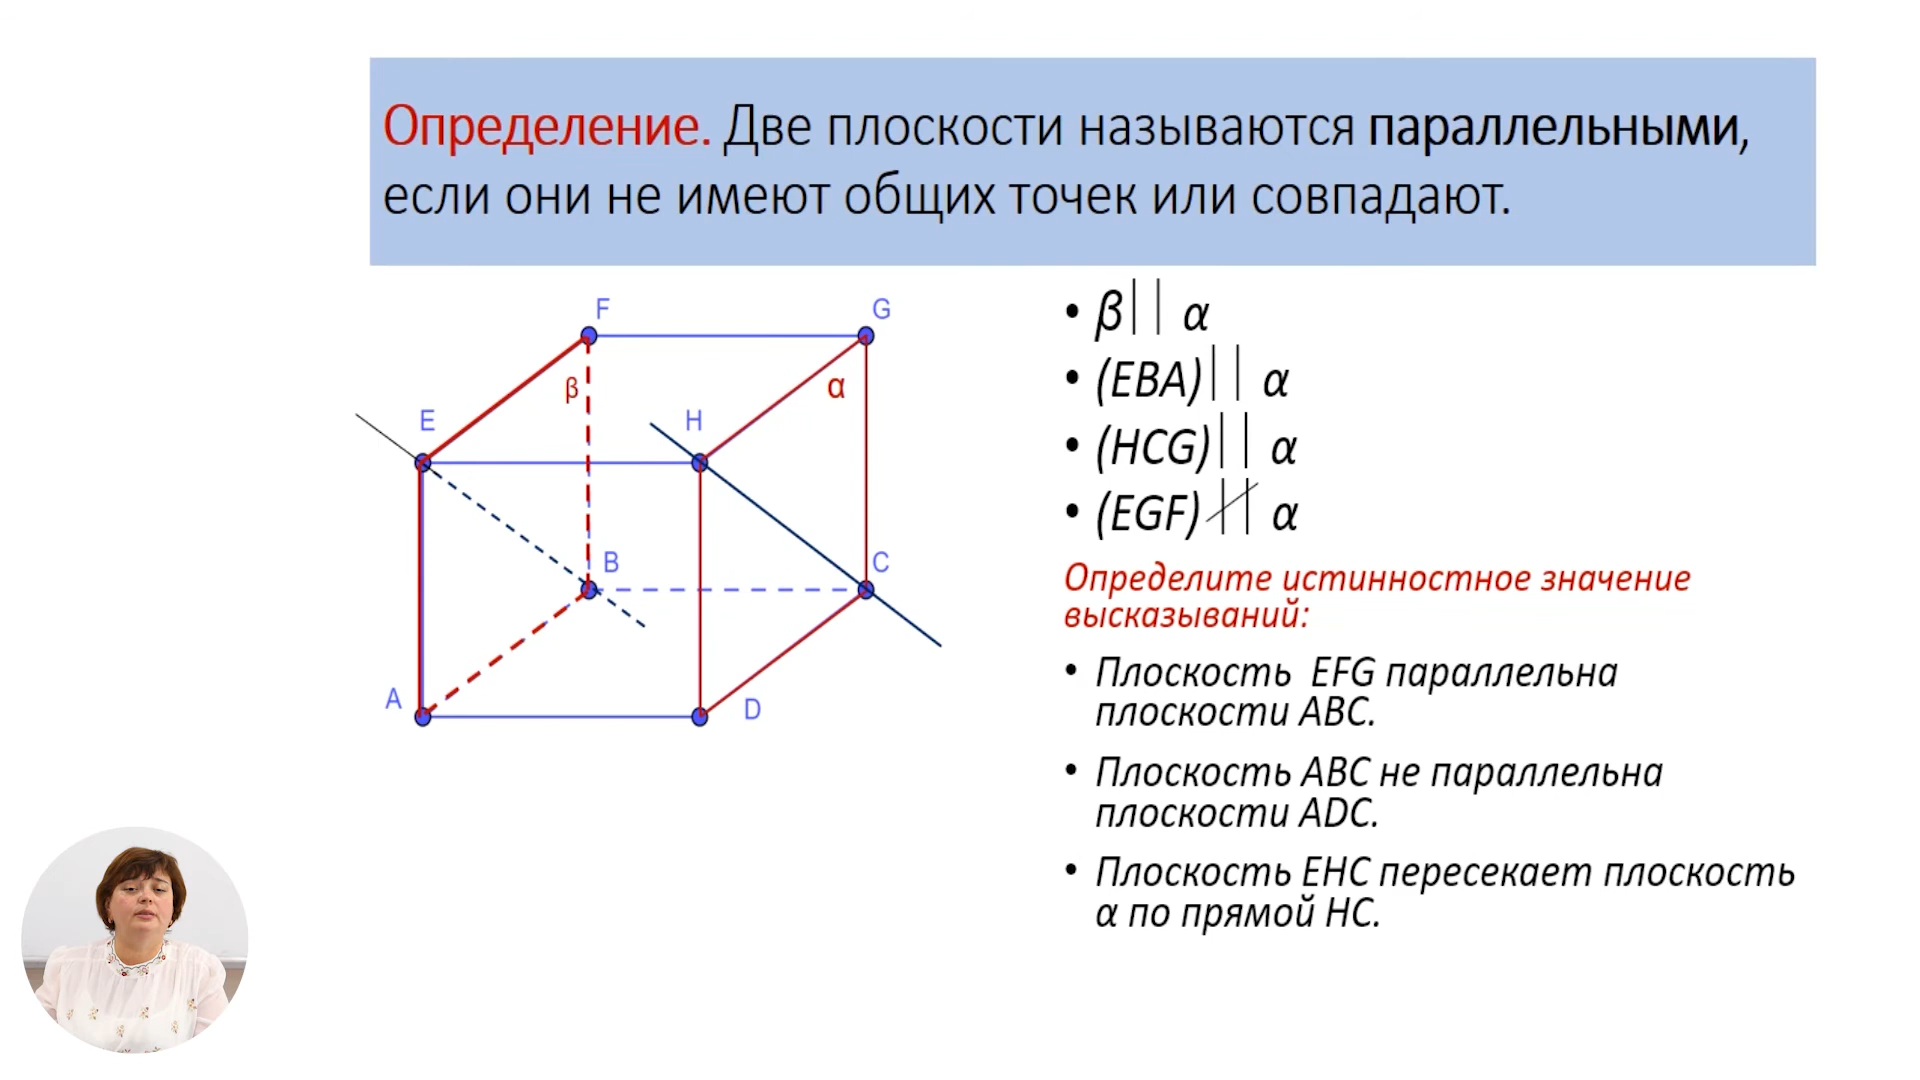 Определение. Две плоскости называются параллельными,
если они не имеют общих точек или совпадают.
F
G
β
α
E
H
B
C
A
D
• β|| α
• (EBA)|| α
• (HCG)|| α
• (EGF)∦ α
Определите истинностное значение
высказываний:
• Плоскость EFG параллельна
плоскости ABC.
• Плоскость ABC не параллельна
плоскости ADC.
• Плоскость EHC пересекает плоскость
α по прямой HC.